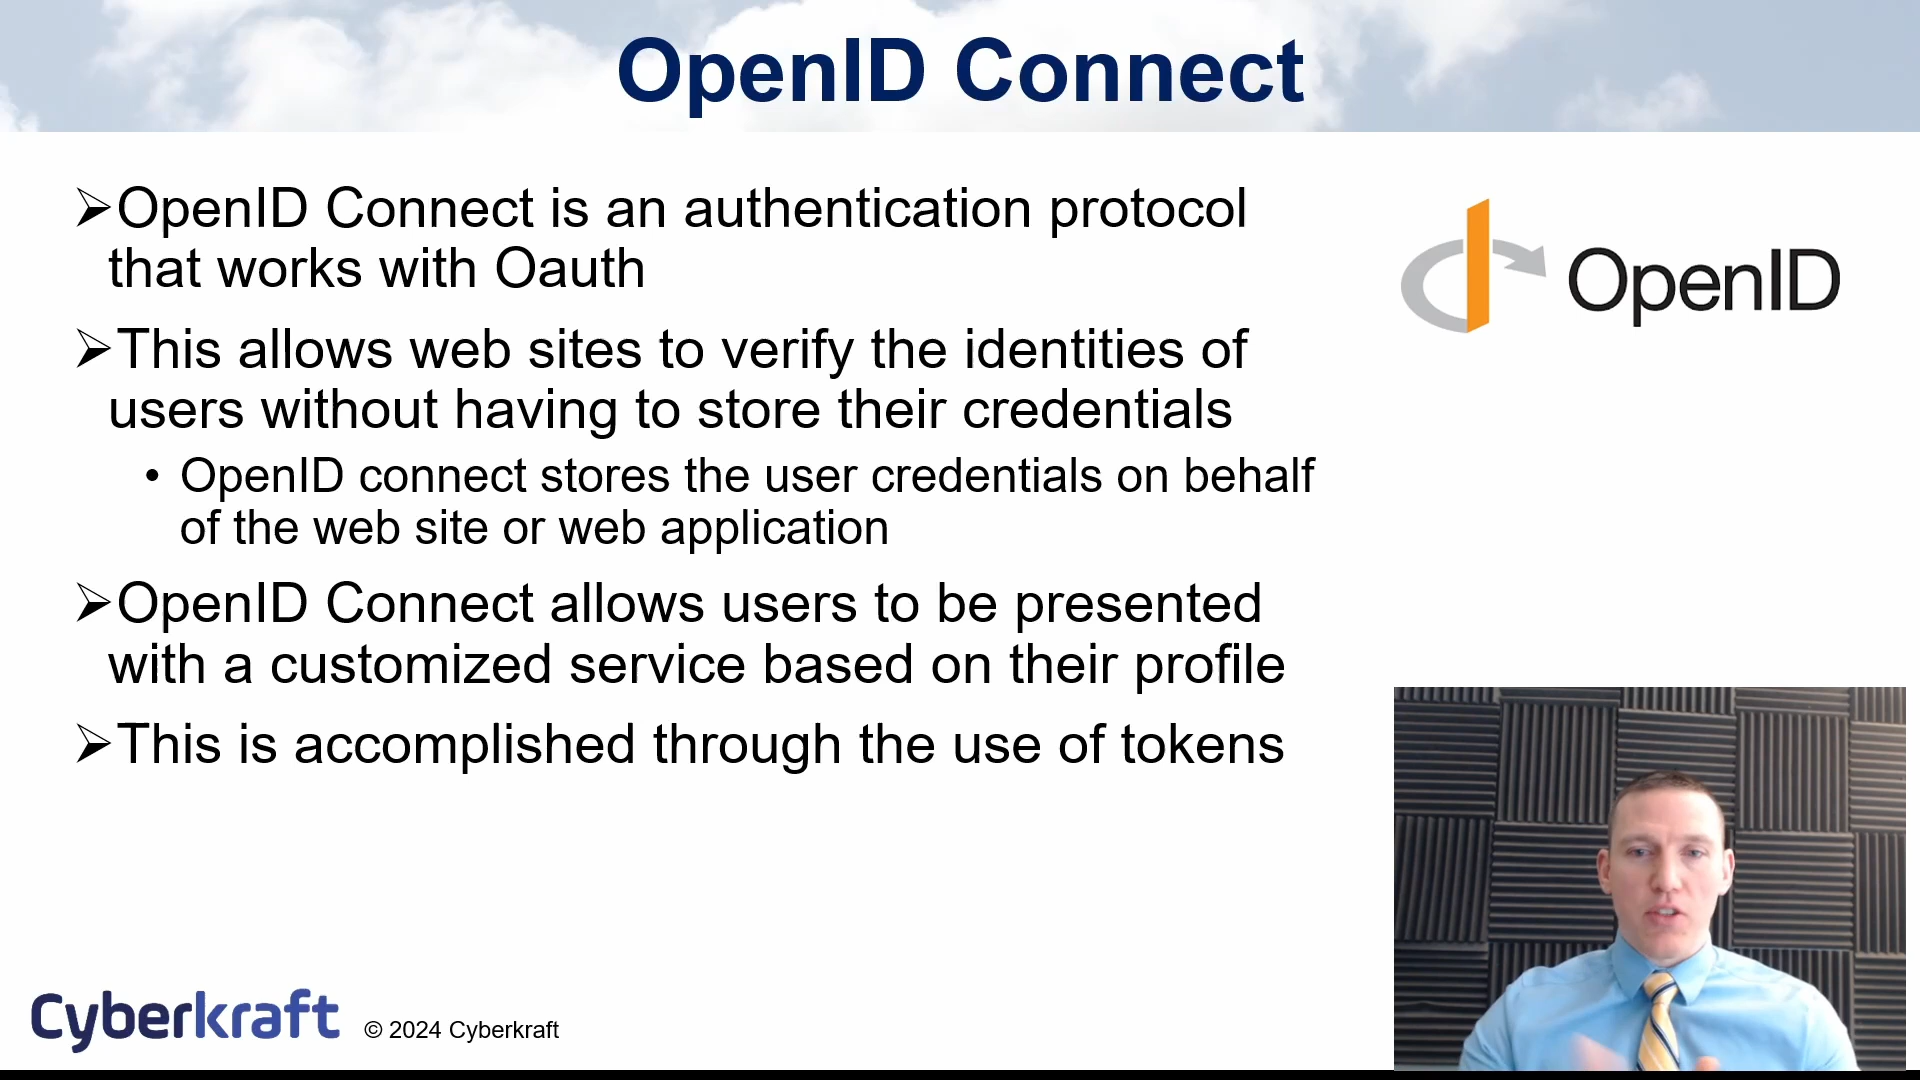 OpenID Connect
➢OpenID Connect is an authentication protocol
that works with Oauth
➢This allows web sites to verify the identities of
users without having to store their credentials
• OpenID connect stores the user credentials on behalf
of the web site or web application
➢OpenID Connect allows users to be presented
with a customized service based on their profile
➢This is accomplished through the use of tokens
OpenID
Cyberkraft © 2024 Cyberkraft